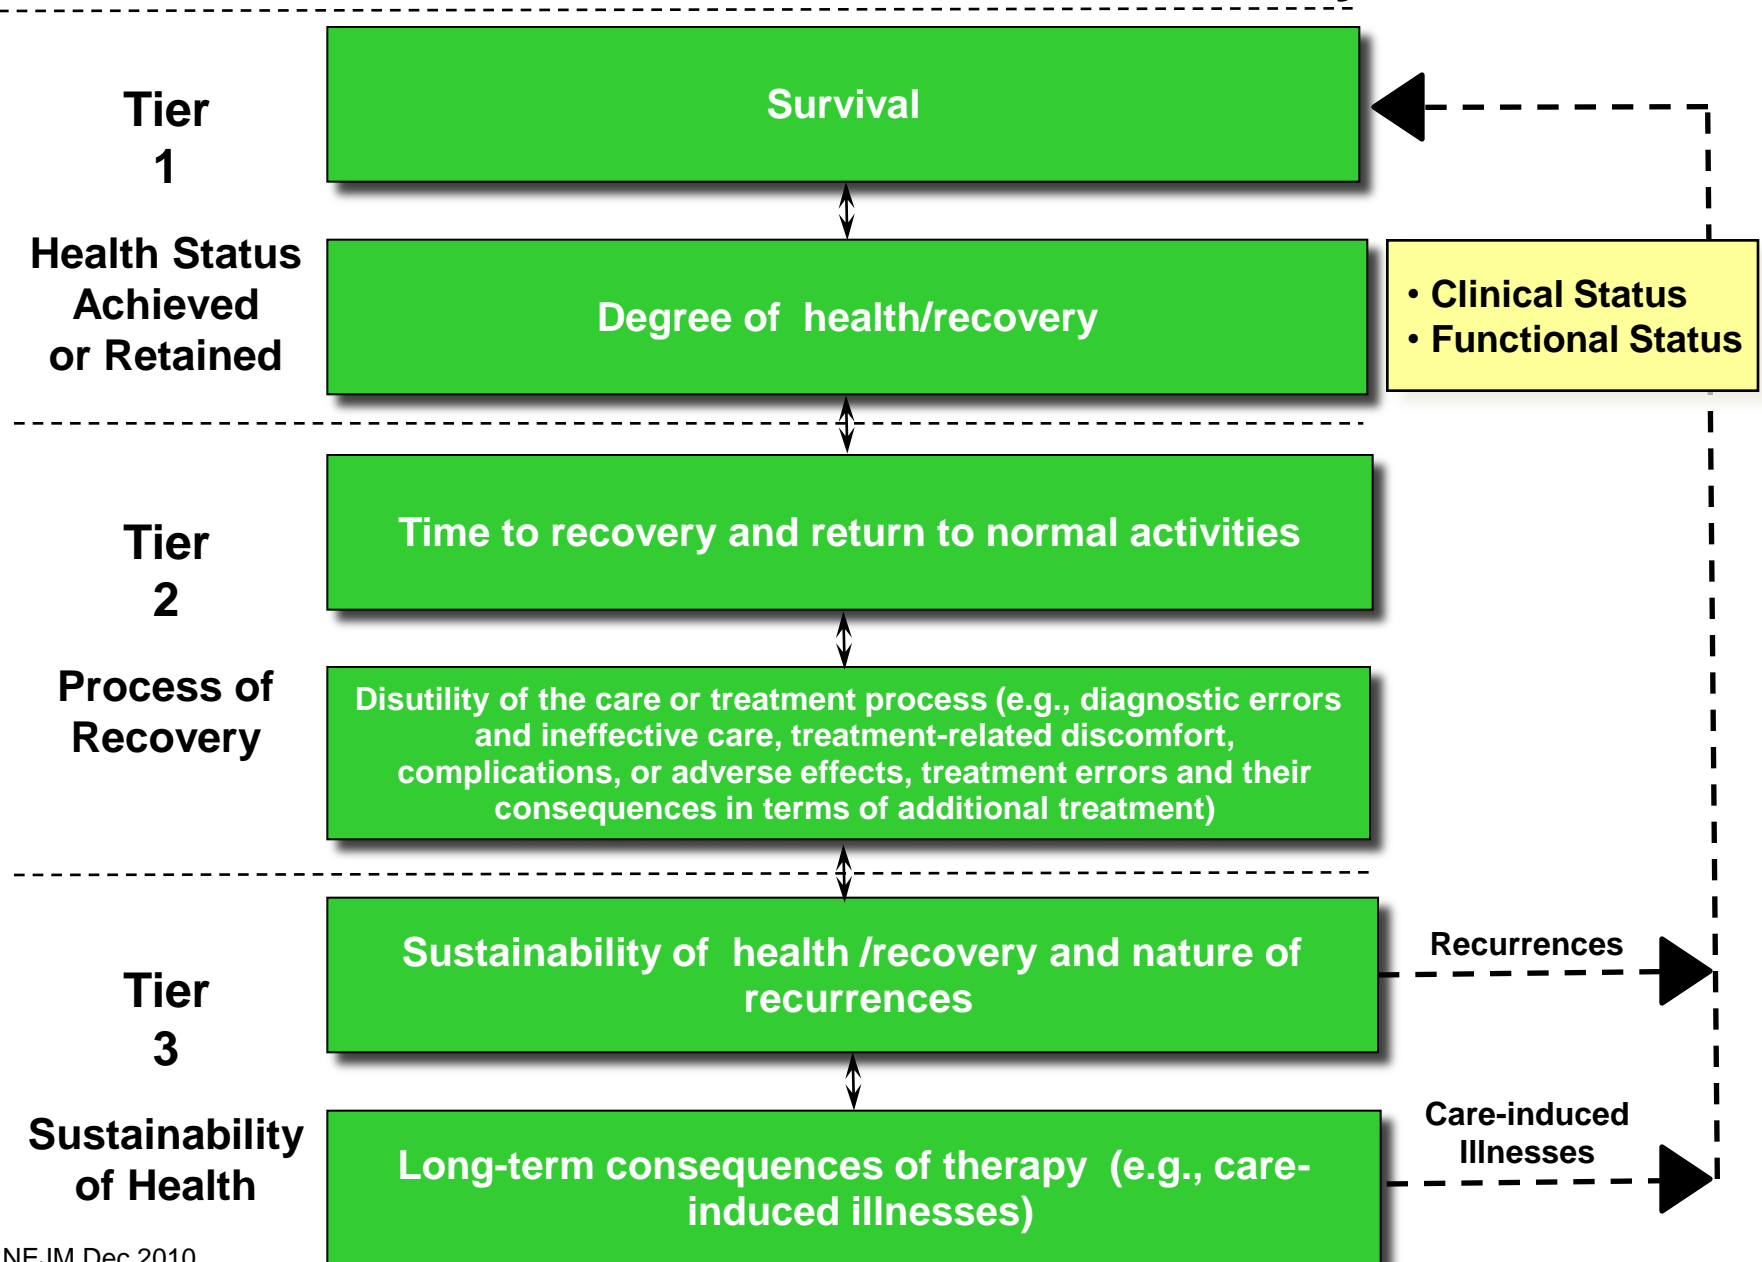 Tier
1
Health Status
Achieved
or Retained
Survival
Degree of  health/recovery
• Clinical Status
• Functional Status
Tier
2
Process of
Recovery
Time to recovery and return to normal activities
Disutility of the care or treatment process (e.g., diagnostic errors
and ineffective care, treatment-related discomfort,
complications, or adverse effects, treatment errors and their
consequences in terms of additional treatment)
Tier
3
Sustainability
of Health
Sustainability of  health /recovery and nature of
recurrences
Recurrences
Long-term consequences of therapy  (e.g., care-
induced illnesses)
Care-induced
Illnesses
NEJM Dec 2010